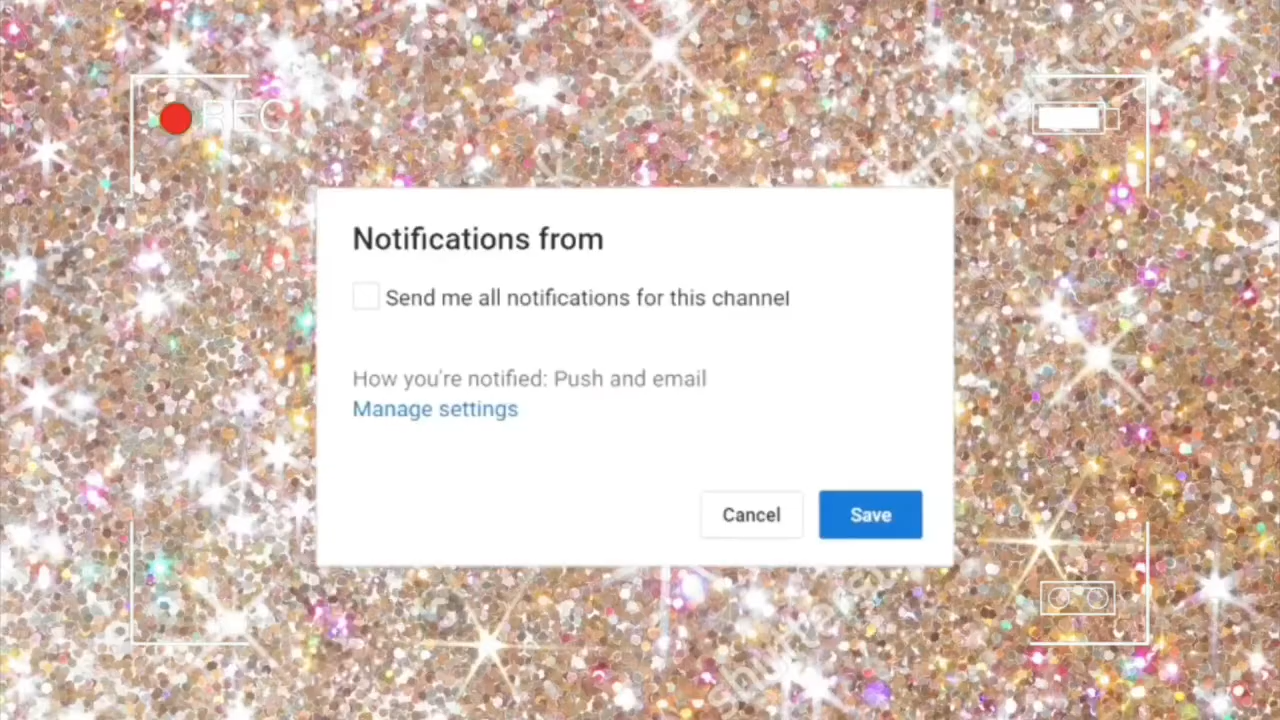 REC
Notifications from
Send me all notifications for this channel
How you're notified: Push and email
Manage settings
Cancel
Save